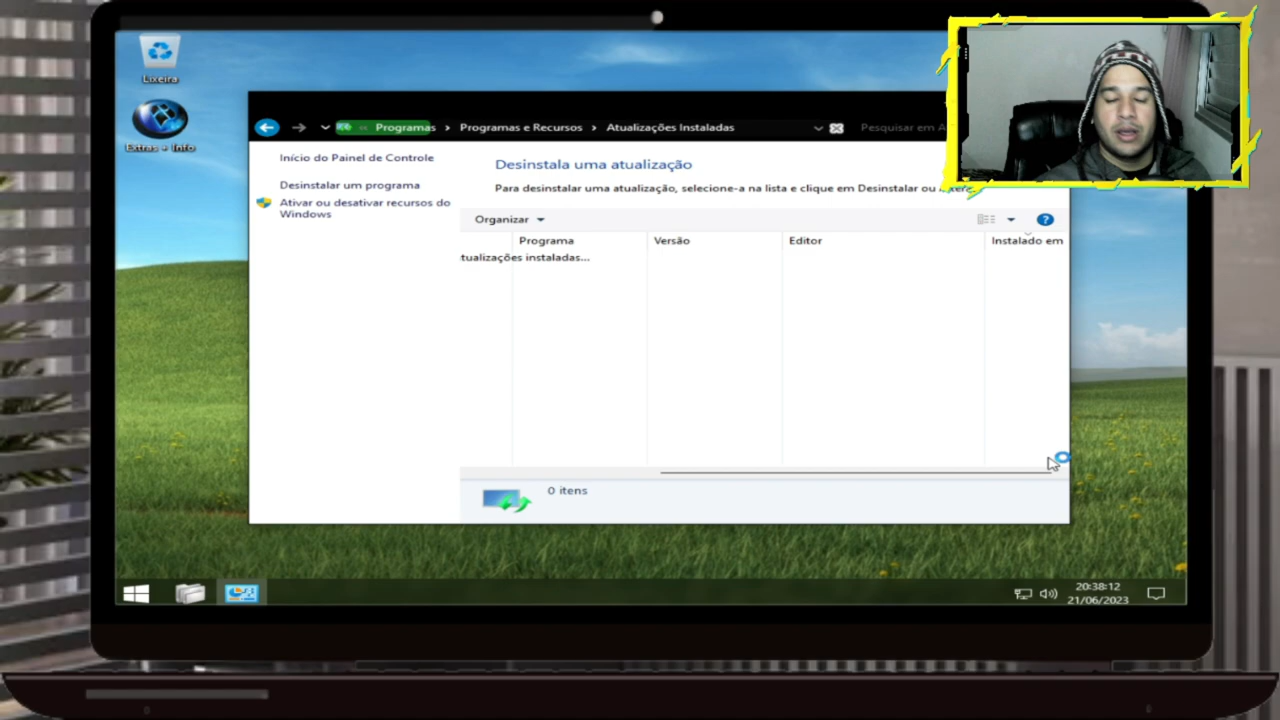 Lixeira
Extras + Info
« Programas › Programas e Recursos › Atualizações Instaladas
Pesquisar em A
Início do Painel de Controle
Desinstalar um programa
Ativar ou desativar recursos do
Windows
Desinstala uma atualização
Para desinstalar uma atualização, selecione-a na lista e clique em Desinstalar ou
Organizar
Programa Versão Editor Instalado em
tualizações instaladas...
0 itens
20:38:12
21/06/2023